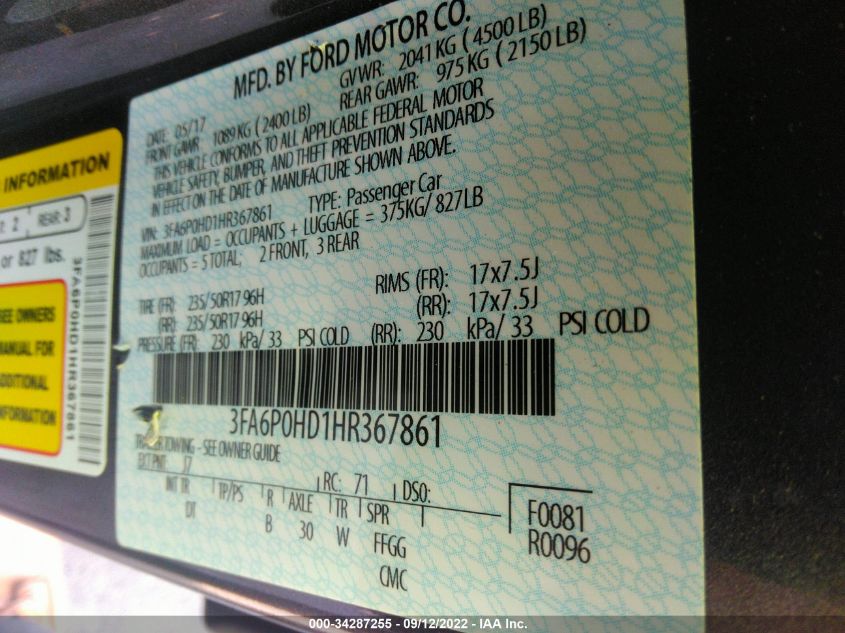 MFD. BY FORD MOTOR CO.
DATE: 05/17
GVWR: 2041 KG ( 4500 LB)
FRONT GAWR: 1089 KG ( 2400 LB)
REAR GAWR: 975 KG ( 2150 LB)
THIS VEHICLE CONFORMS TO ALL APPLICABLE FEDERAL MOTOR
VEHICLE SAFETY, BUMPER, AND THEFT PREVENTION STANDARDS
IN EFFECT ON THE DATE OF MANUFACTURE SHOWN ABOVE.
VIN: 3FA6P0HD1HR367861 TYPE: Passenger Car
MAXIMUM LOAD = OCCUPANTS + LUGGAGE = 375KG/ 827LB
OCCUPANTS = 5 TOTAL; 2 FRONT, 3 REAR
RIMS (FR): 17x7.5J
TIRE (FR): 235/50R17 96H (RR): 17x7.5J
(RR): 235/50R17 96H
PRESSURE (FR): 230 kPa/ 33 PSI COLD (RR): 230 kPa/ 33 PSI COLD
3FA6P0HD1HR367861
TRAILER TOWING - SEE OWNER GUIDE
EXT PNT: J7 RC: 71 DSO:
INT TR TP/PS R AXLE TR SPR
DT B 30 W FFGG
CMC
F0081
R0096
INFORMATION
2 REAR: 3
or 827 lbs.
SEE OWNERS
MANUAL FOR
ADDITIONAL
INFORMATION
3FA6P0HD1HR367861
000-34287255 - 09/12/2022 - IAA Inc.